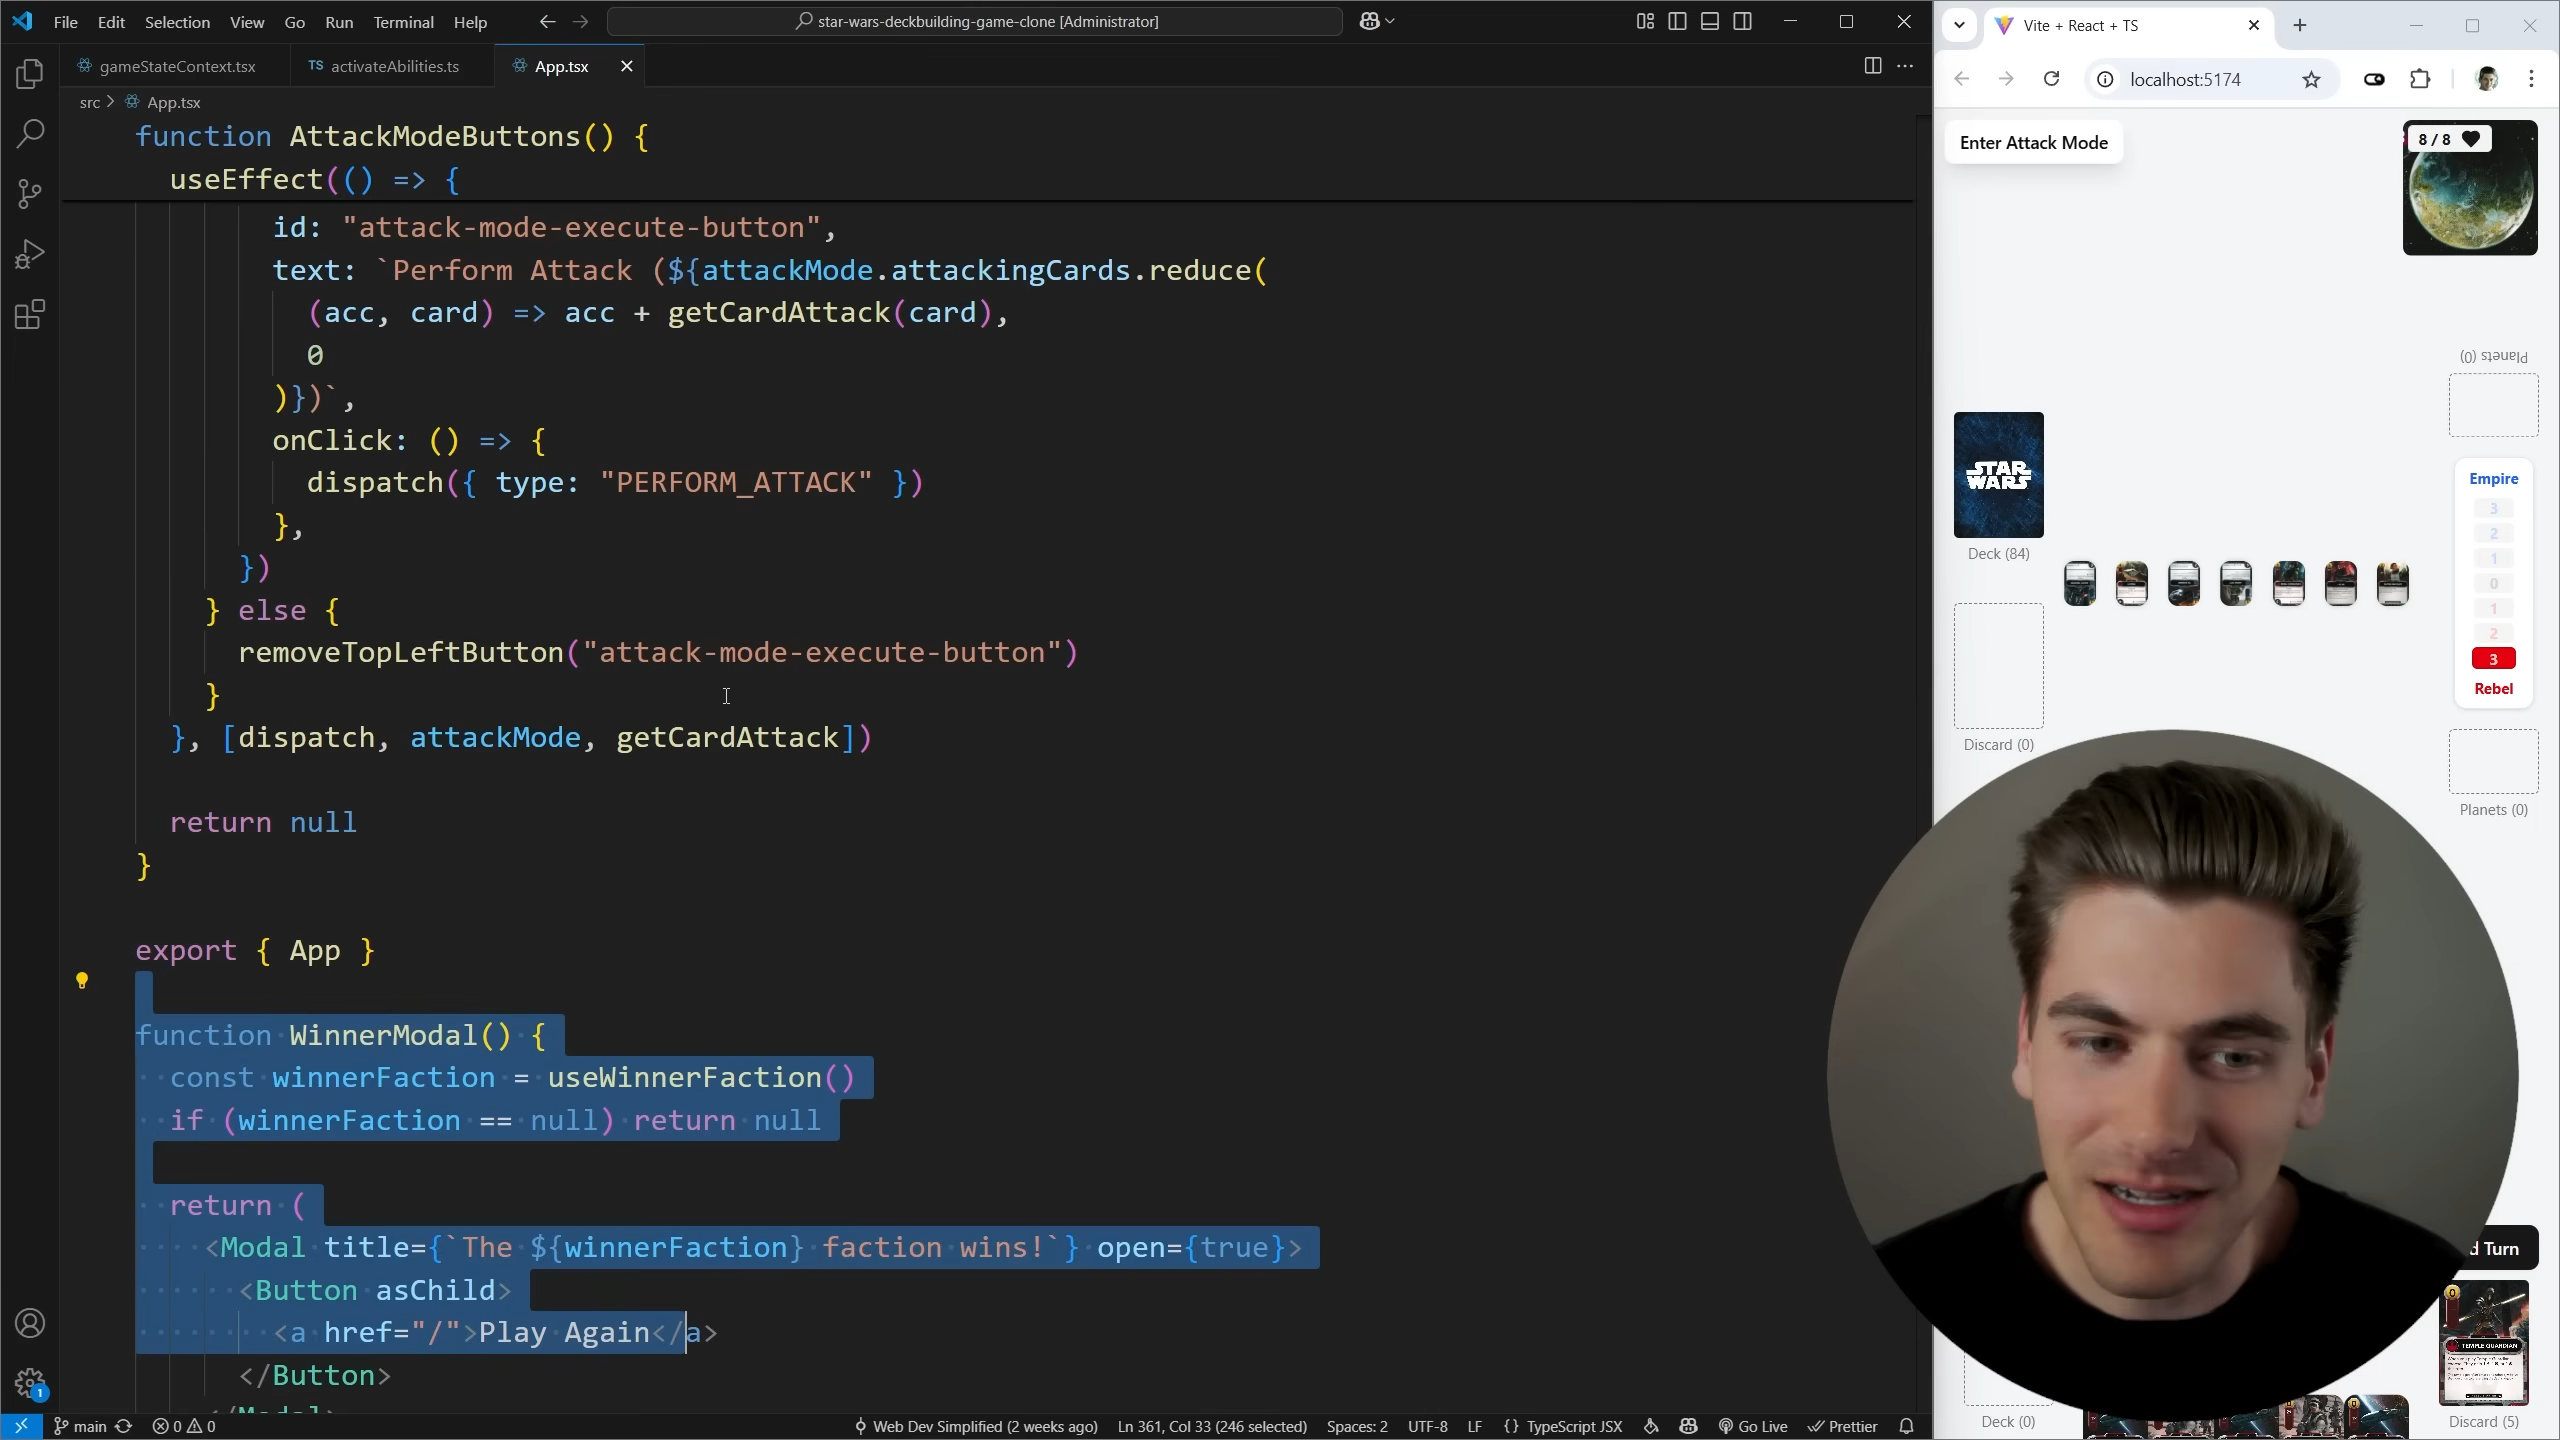 File Edit Selection View Go Run Terminal Help
star-wars-deckbuilding-game-clone [Administrator]
gameStateContext.tsx
TS activateAbilities.ts
App.tsx
src > App.tsx
function AttackModeButtons() {
useEffect(() => {
id: "attack-mode-execute-button",
text: `Perform Attack (${attackMode.attackingCards.reduce(
(acc, card) => acc + getCardAttack(card),
0
)})`,
onClick: () => {
dispatch({ type: "PERFORM_ATTACK" })
},
})
} else {
removeTopLeftButton("attack-mode-execute-button")
}
}, [dispatch, attackMode, getCardAttack])
return null
}
export { App }
function WinnerModal() {
const winnerFaction = useWinnerFaction()
if (winnerFaction == null) return null
return (
<Modal title={`The ${winnerFaction} faction wins!`} open={true}>
<Button asChild>
<a href="/">Play Again</a>
</Button>
</Modal>
1
main
0 0
Web Dev Simplified (2 weeks ago)
Ln 361, Col 33 (246 selected)
Spaces: 2
UTF-8
LF
{} TypeScript JSX
Go Live
Prettier
Vite + React + TS
localhost:5174
Enter Attack Mode
8 / 8
Planets (0)
STAR
WARS
Deck (84)
Empire
3
2
1
0
1
2
3
Rebel
Discard (0)
Planets (0)
d Turn
0
TEMPLE GUARDIAN
Deck (0)
Discard (5)